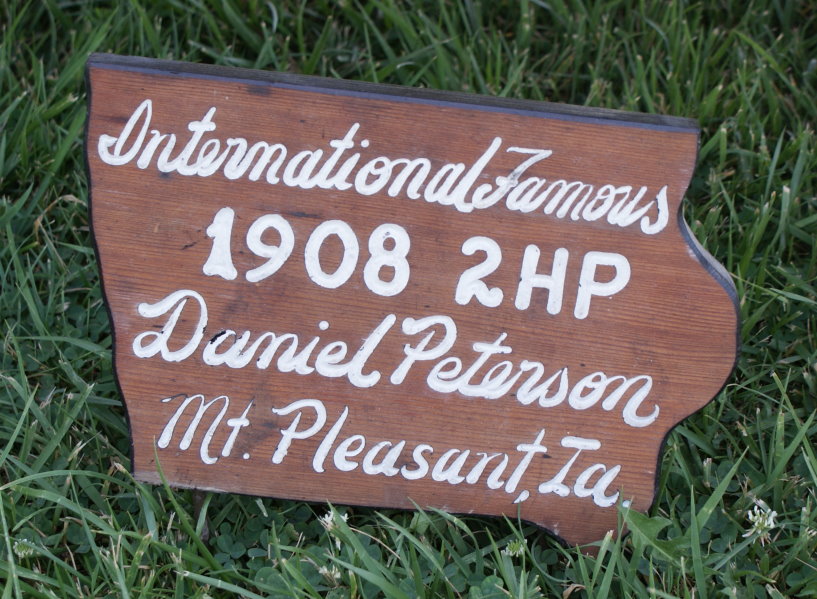 International Famous
1908 2HP
Daniel Peterson
Mt. Pleasant, Ia.